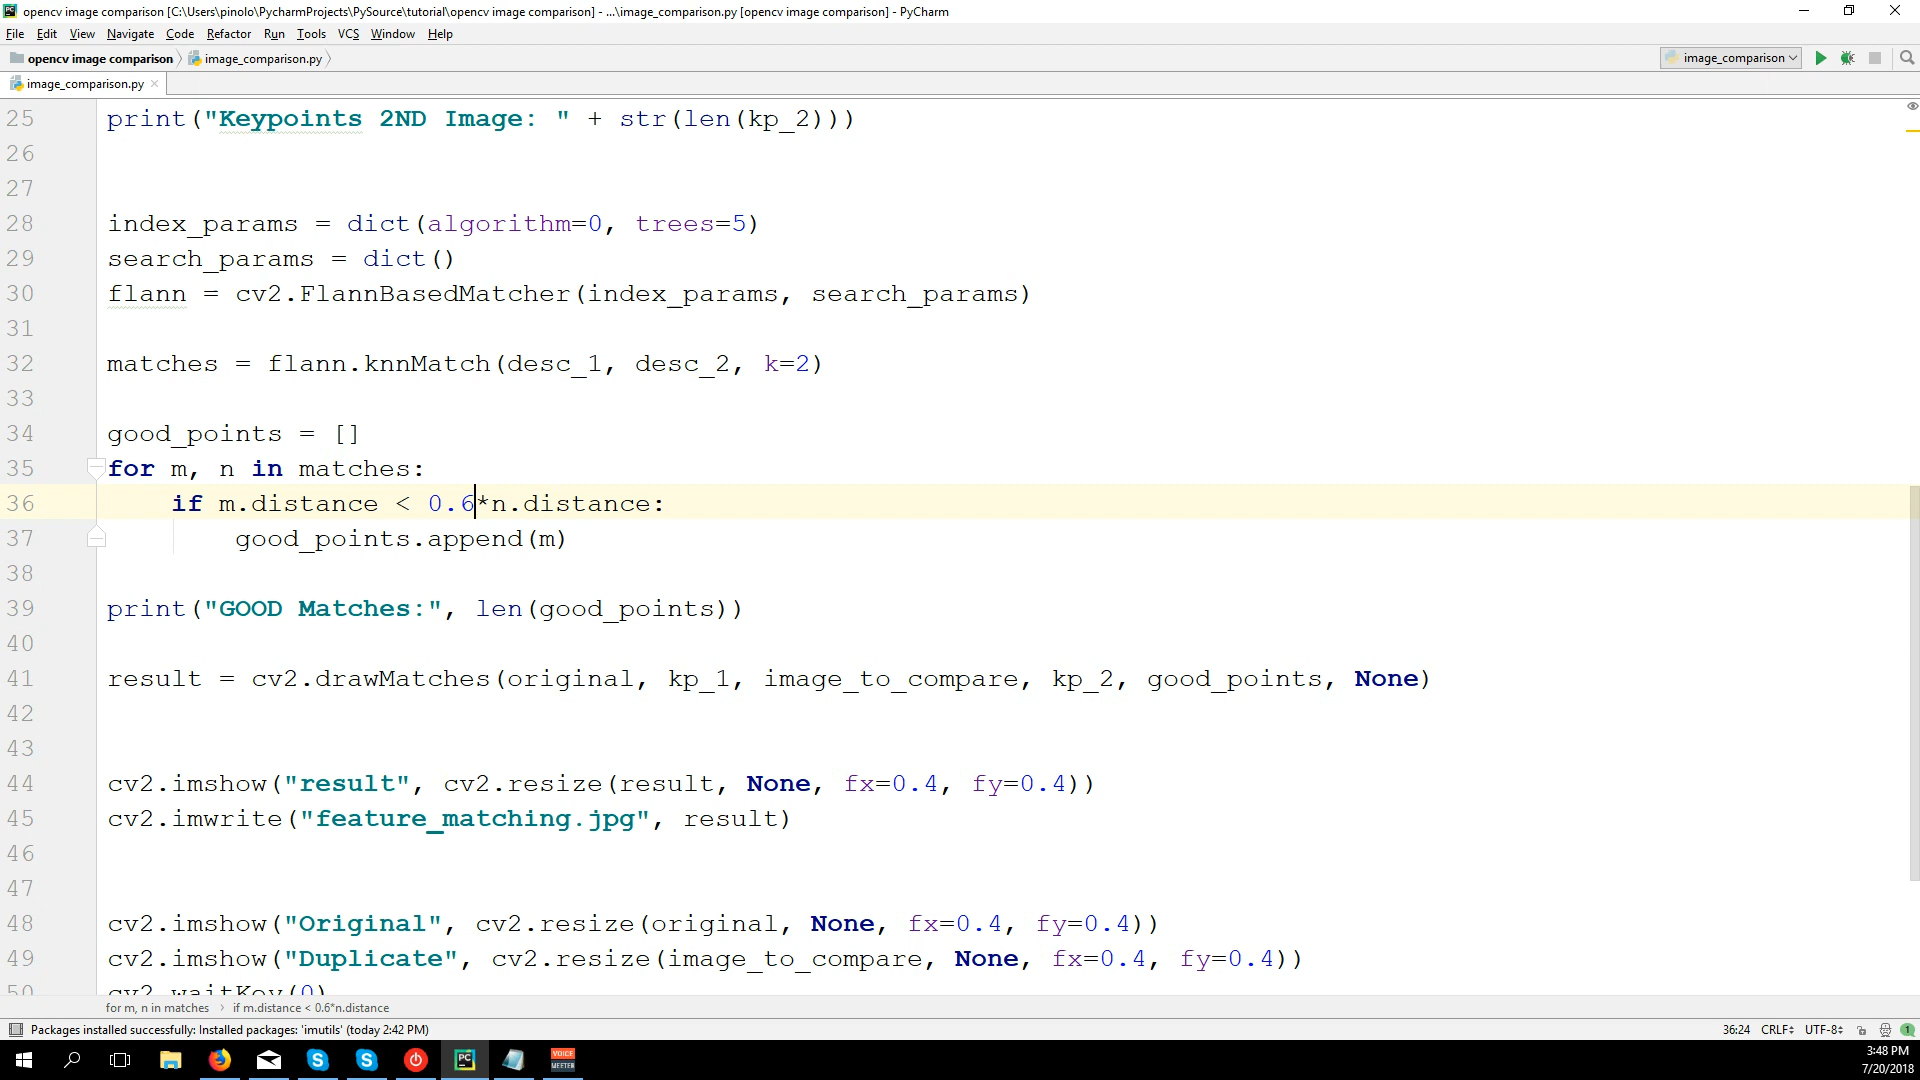 opencv image comparison [C:\Users\pinolo\PycharmProjects\PySource\tutorial\opencv image comparison] - ...\image_comparison.py [opencv image comparison] - PyCharm
File Edit View Navigate Code Refactor Run Tools VCS Window Help
opencv image comparison image_comparison.py image_comparison
image_comparison.py
25 print("Keypoints 2ND Image: " + str(len(kp_2)))
26
27
28 index_params = dict(algorithm=0, trees=5)
29 search_params = dict()
30 flann = cv2.FlannBasedMatcher(index_params, search_params)
31
32 matches = flann.knnMatch(desc_1, desc_2, k=2)
33
34 good_points = []
35 for m, n in matches:
36 if m.distance < 0.6*n.distance:
37 good_points.append(m)
38
39 print("GOOD Matches:", len(good_points))
40
41 result = cv2.drawMatches(original, kp_1, image_to_compare, kp_2, good_points, None)
42
43
44 cv2.imshow("result", cv2.resize(result, None, fx=0.4, fy=0.4))
45 cv2.imwrite("feature_matching.jpg", result)
46
47
48 cv2.imshow("Original", cv2.resize(original, None, fx=0.4, fy=0.4))
49 cv2.imshow("Duplicate", cv2.resize(image_to_compare, None, fx=0.4, fy=0.4))
50 cv2.waitKey(0)
for m, n in matches › if m.distance < 0.6*n.distance
Packages installed successfully: Installed packages: 'imutils' (today 2:42 PM) 36:24 CRLF UTF-8 1
PC VOICE MEETER
3:48 PM
7/20/2018